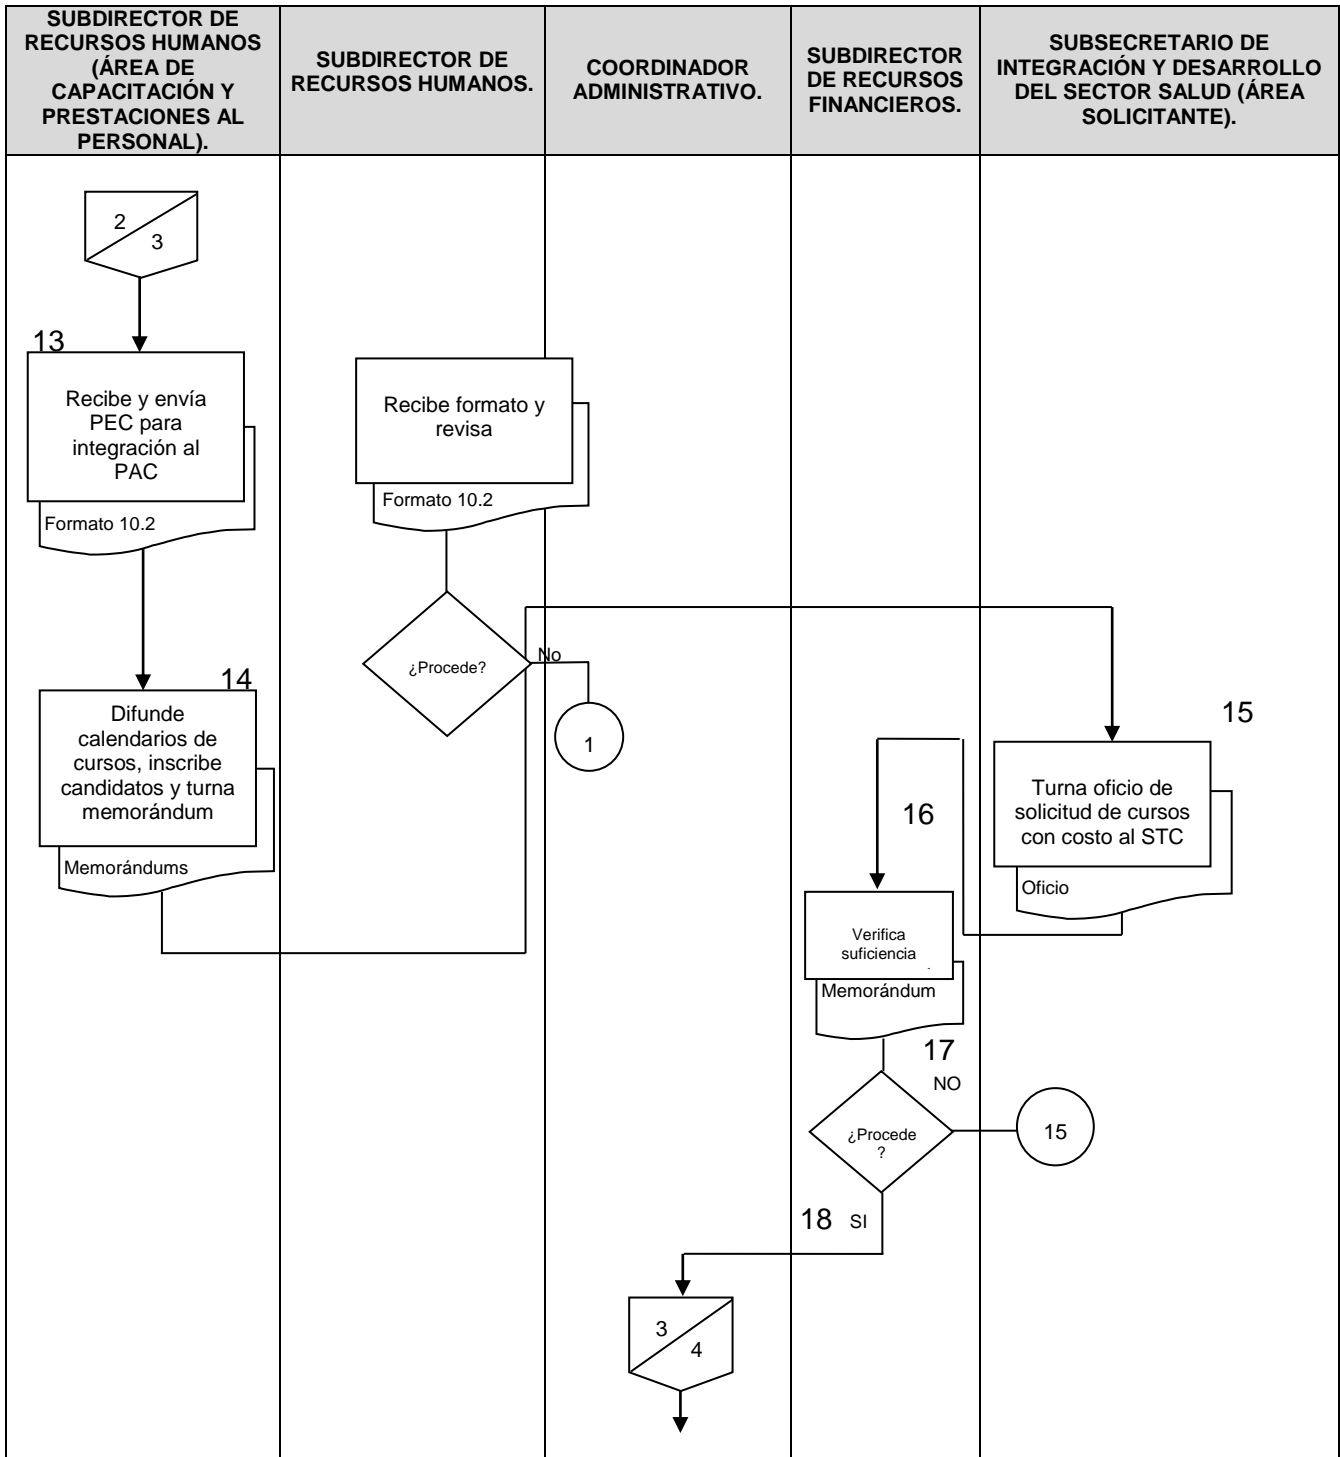 SUBDIRECTOR DE
RECURSOS HUMANOS
(ÁREA DE
CAPACITACIÓN Y
PRESTACIONES AL
PERSONAL).
SUBDIRECTOR DE
RECURSOS HUMANOS.
COORDINADOR
ADMINISTRATIVO.
SUBDIRECTOR
DE RECURSOS
FINANCIEROS.
SUBSECRETARIO DE
INTEGRACIÓN Y DESARROLLO
DEL SECTOR SALUD (ÁREA
SOLICITANTE).
2
3
13
Recibe y envía
PEC para
integración al
PAC
Formato 10.2
Recibe formato y
revisa
Formato 10.2
¿Procede?
No
1
14
Difunde
calendarios de
cursos, inscribe
candidatos y turna
memorándum
Memorándums
15
Turna oficio de
solicitud de cursos
con costo al STC
Oficio
16
Verifica
suficiencia
Memorándum
17
NO
¿Procede
?
15
18 SI
3
4